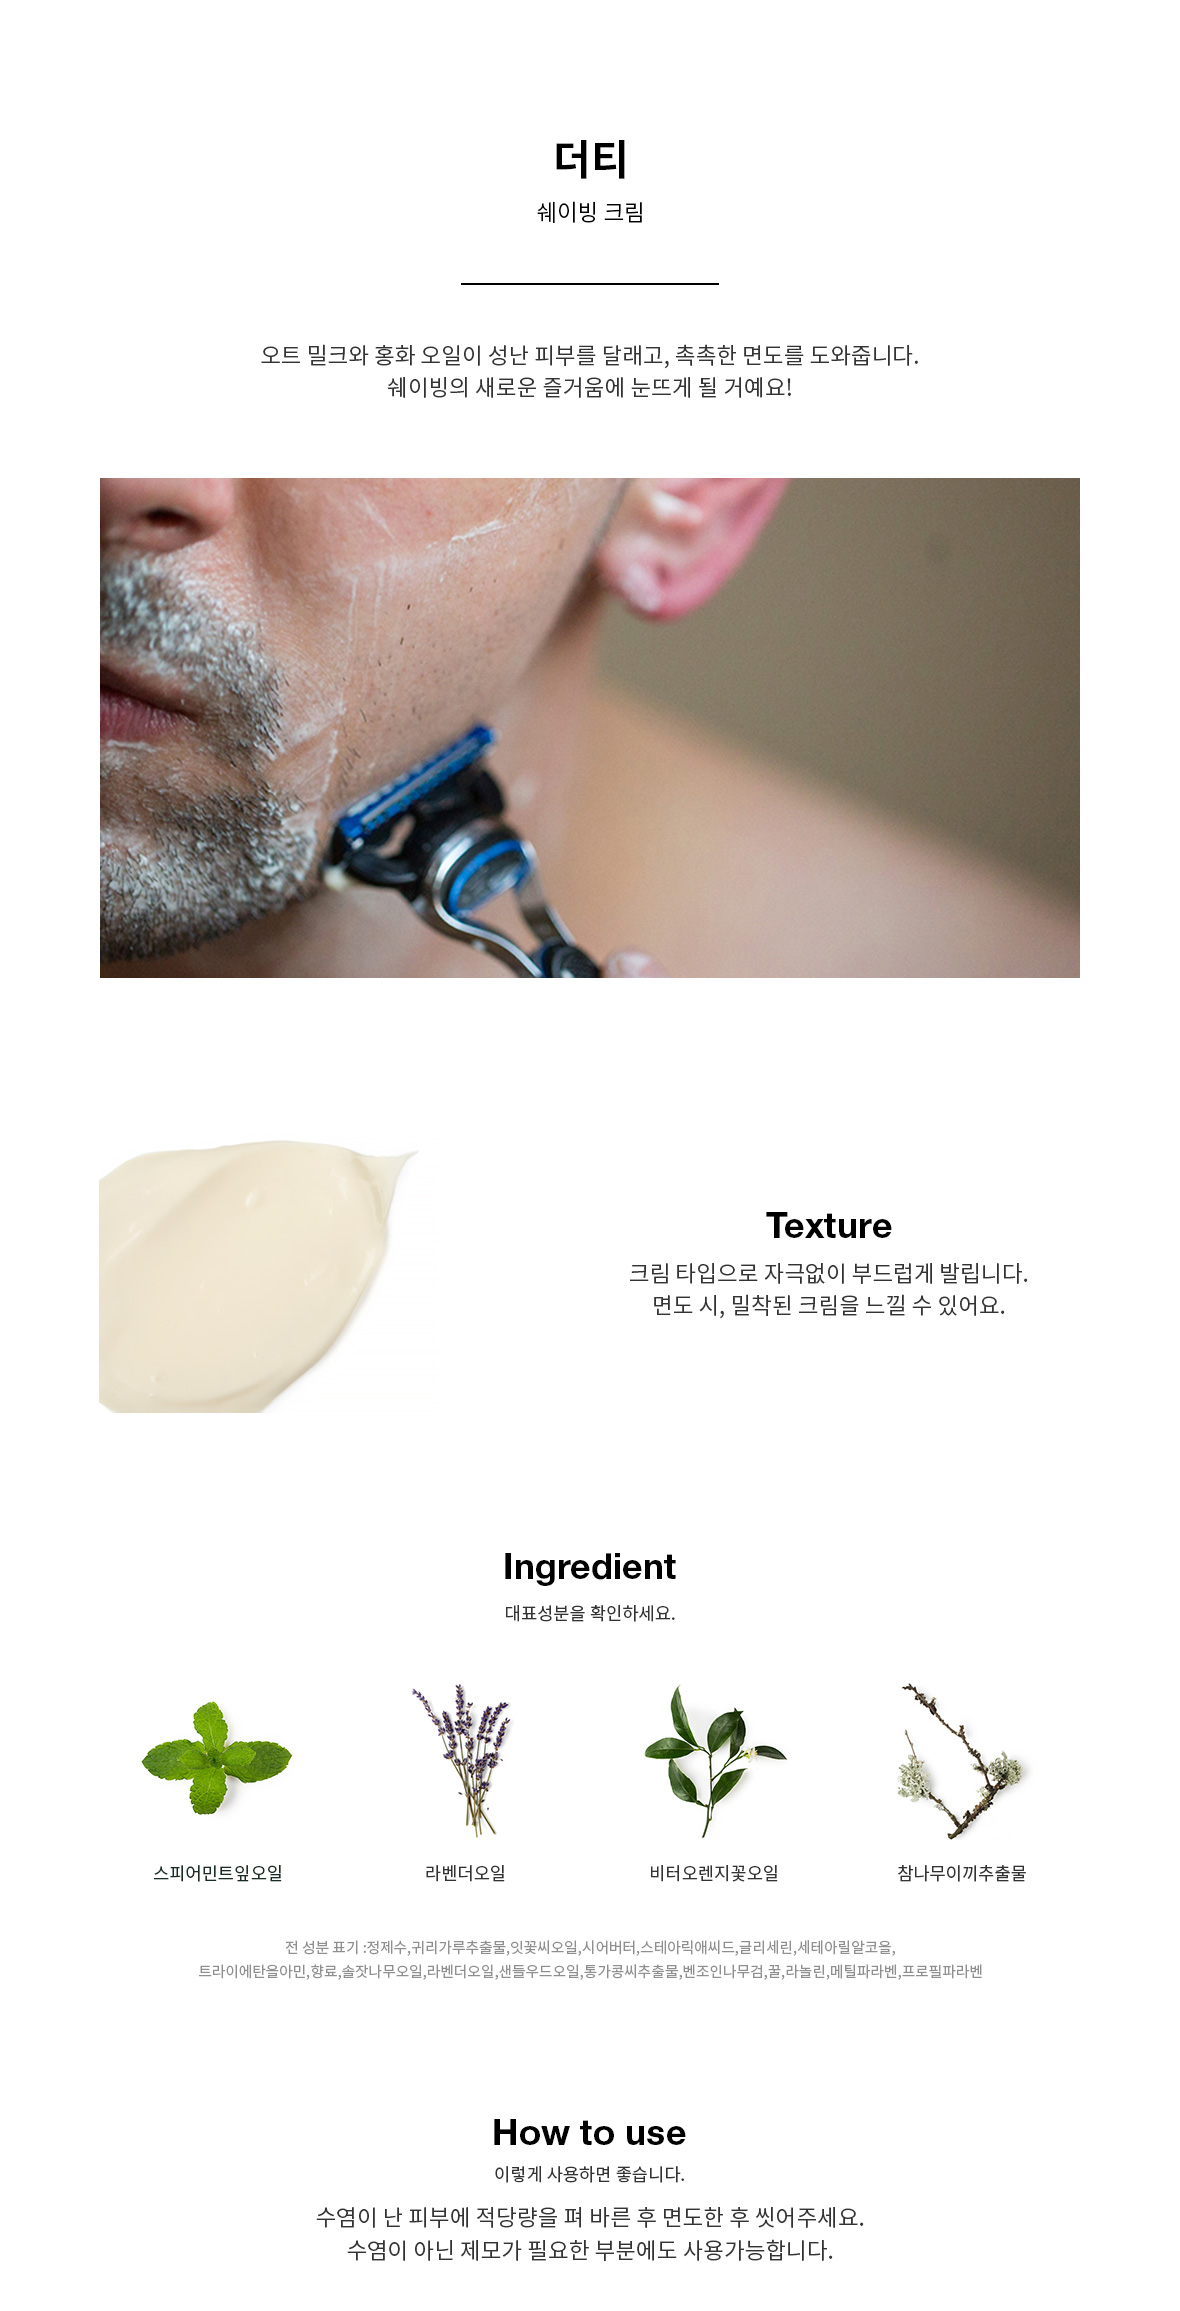 더티
쉐이빙 크림
오트 밀크와 홍화 오일이 성난 피부를 달래고, 촉촉한 면도를 도와줍니다.
쉐이빙의 새로운 즐거움에 눈뜨게 될 거예요!
Texture
크림 타입으로 자극없이 부드럽게 발립니다.
면도 시, 밀착된 크림을 느낄 수 있어요.
Ingredient
대표성분을 확인하세요.
스피어민트잎오일
라벤더오일
비터오렌지꽃오일
참나무이끼추출물
전 성분 표기 :정제수,귀리가루추출물,잇꽃씨오일,시어버터,스테아릭애씨드,글리세린,세테아릴알코올,
트라이에탄올아민,향료,솔잣나무오일,라벤더오일,샌들우드오일,통가콩씨추출물,벤조인나무검,꿀,라놀린,메틸파라벤,프로필파라벤
How to use
이렇게 사용하면 좋습니다.
수염이 난 피부에 적당량을 펴 바른 후 면도한 후 씻어주세요.
수염이 아닌 제모가 필요한 부분에도 사용가능합니다.